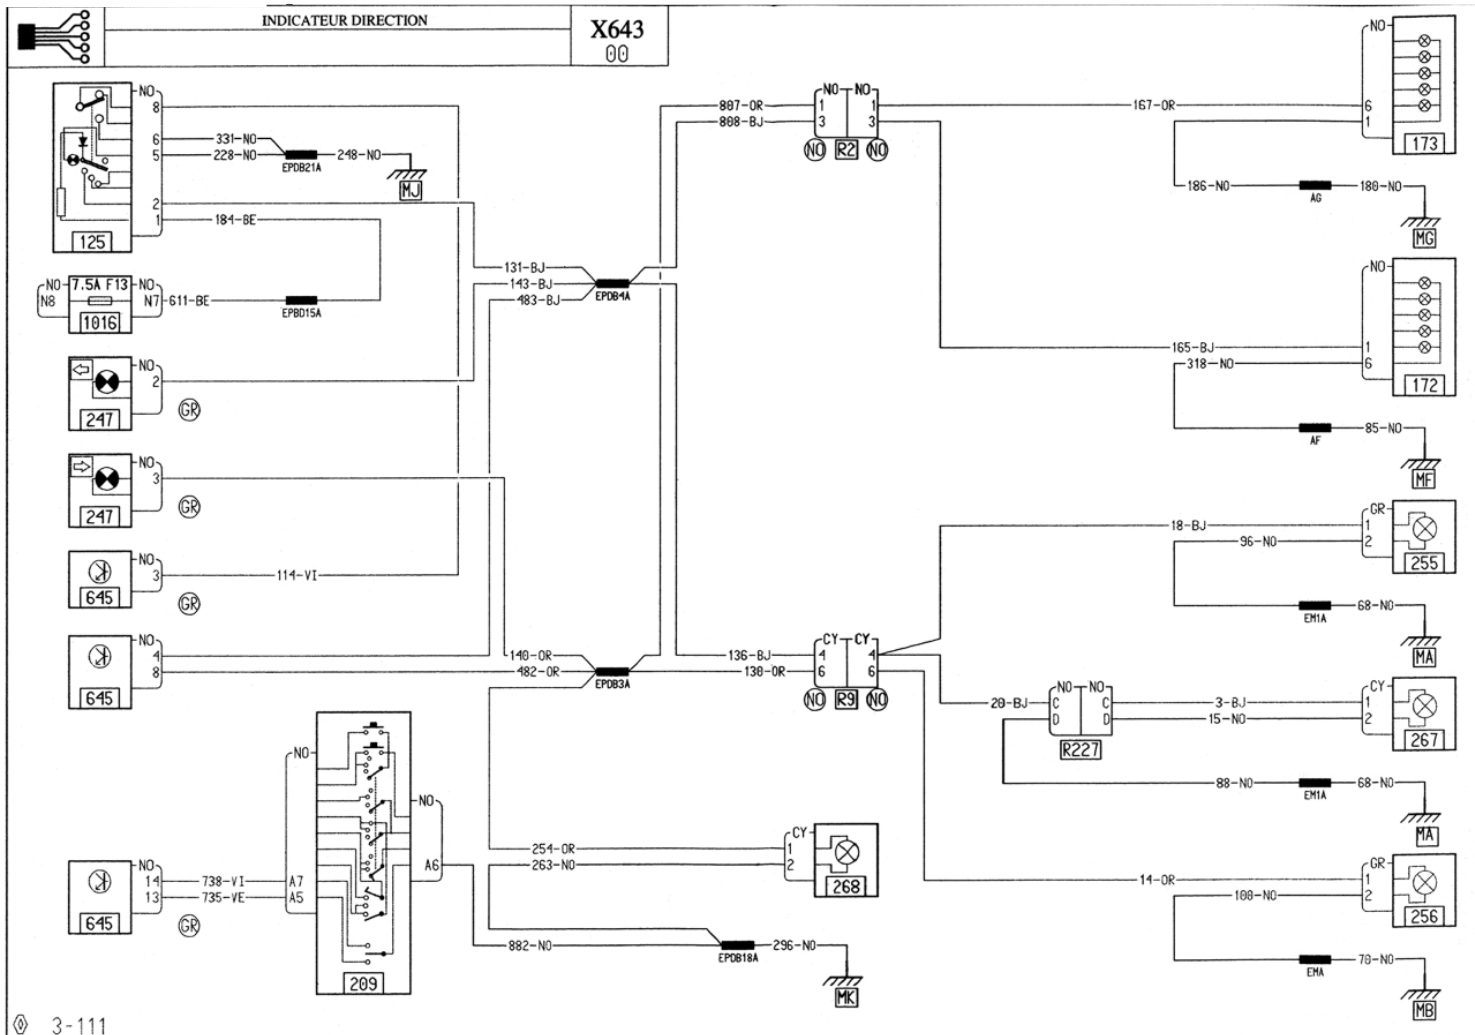 INDICATEUR DIRECTION
X643
00
NO
8
6
5
2
1
125
331-NO
228-NO
EPDB21A
248-NO
MJ
184-BE
NO
N8
7.5A F13
1016
NO
N7
611-BE
EPBD15A
NO
2
247
GR
NO
3
247
GR
NO
3
645
GR
114-VI
NO
4
8
645
131-BJ
143-BJ
483-BJ
EPDB4A
140-OR
482-OR
EPDB3A
NO
14
13
645
GR
738-VI
735-VE
NO
A7
A5
209
NO
A6
254-OR
263-NO
CY
1
2
268
882-NO
EPDB18A
296-NO
MK
807-OR
808-BJ
NO NO
1 1
3 3
NO R2 NO
167-OR
NO
6
1
173
186-NO
AG
180-NO
MG
NO
165-BJ
318-NO
1
6
172
AF
85-NO
MF
136-BJ
138-OR
CY CY
4 4
6 6
NO R9 NO
18-BJ
96-NO
GR
1
2
255
EM1A
68-NO
MA
20-BJ
NO NO
C C
D D
R227
3-BJ
15-NO
CY
1
2
267
88-NO
EM1A
68-NO
MA
14-OR
100-NO
GR
1
2
256
EMA
70-NO
MB
3-111